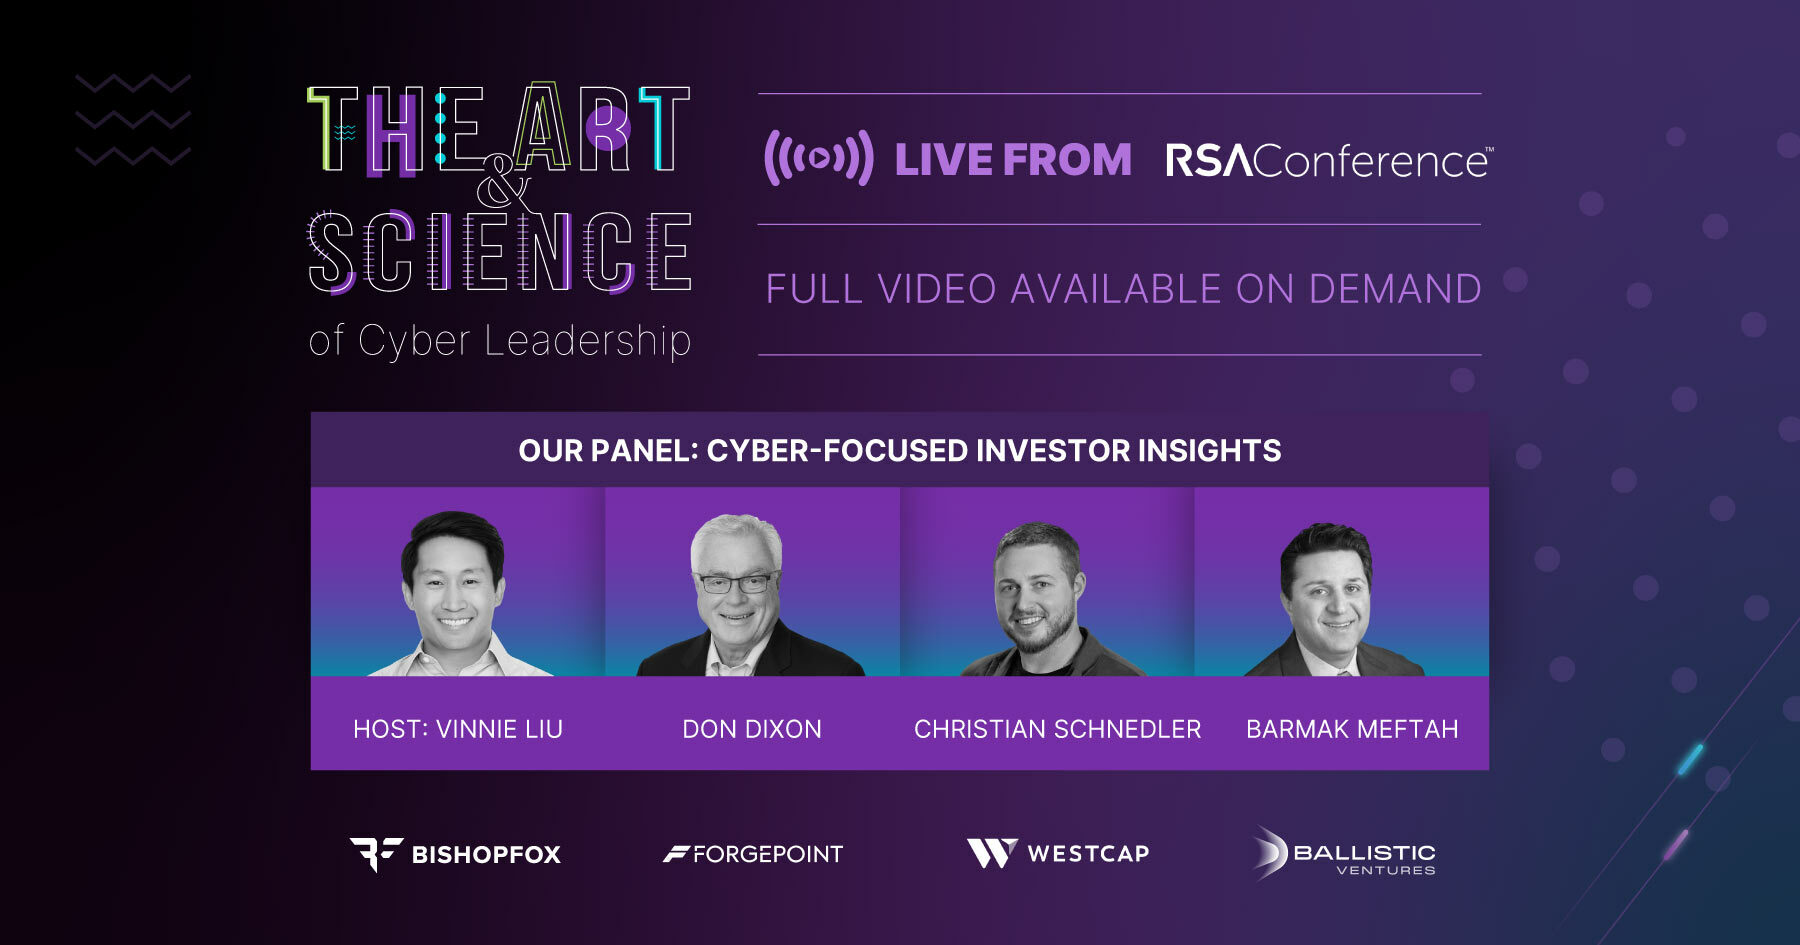 THE ART
&
SCIENCE
of Cyber Leadership
LIVE FROM RSAConference™
FULL VIDEO AVAILABLE ON DEMAND
OUR PANEL: CYBER-FOCUSED INVESTOR INSIGHTS
HOST: VINNIE LIU
DON DIXON
CHRISTIAN SCHNEDLER
BARMAK MEFTAH
BISHOPFOX
FORGEPOINT
WESTCAP
BALLISTIC
VENTURES